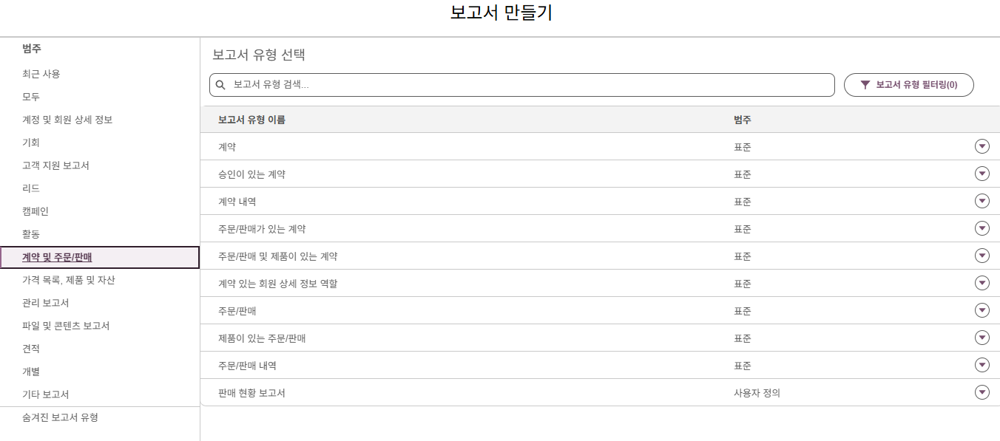 보고서 만들기
범주
최근 사용
모두
계정 및 회원 상세 정보
기회
고객 지원 보고서
리드
캠페인
활동
계약 및 주문/판매
가격 목록, 제품 및 자산
관리 보고서
파일 및 콘텐츠 보고서
견적
개별
기타 보고서
숨겨진 보고서 유형
보고서 유형 선택
보고서 유형 검색...
보고서 유형 필터링(0)
보고서 유형 이름 범주
계약 표준
승인이 있는 계약 표준
계약 내역 표준
주문/판매가 있는 계약 표준
주문/판매 및 제품이 있는 계약 표준
계약 있는 회원 상세 정보 역할 표준
주문/판매 표준
제품이 있는 주문/판매 표준
주문/판매 내역 표준
판매 현황 보고서 사용자 정의